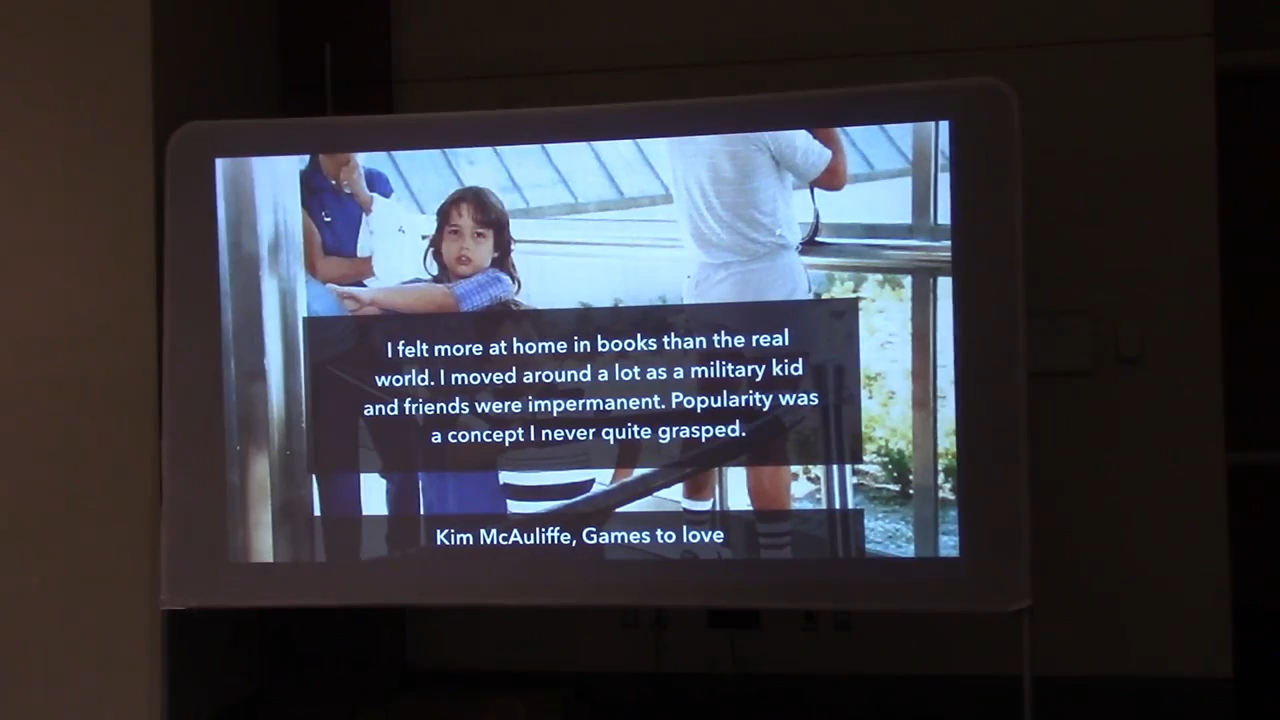 I felt more at home in books than the real
world. I moved around a lot as a military kid
and friends were impermanent. Popularity was
a concept I never quite grasped.
Kim McAuliffe, Games to love